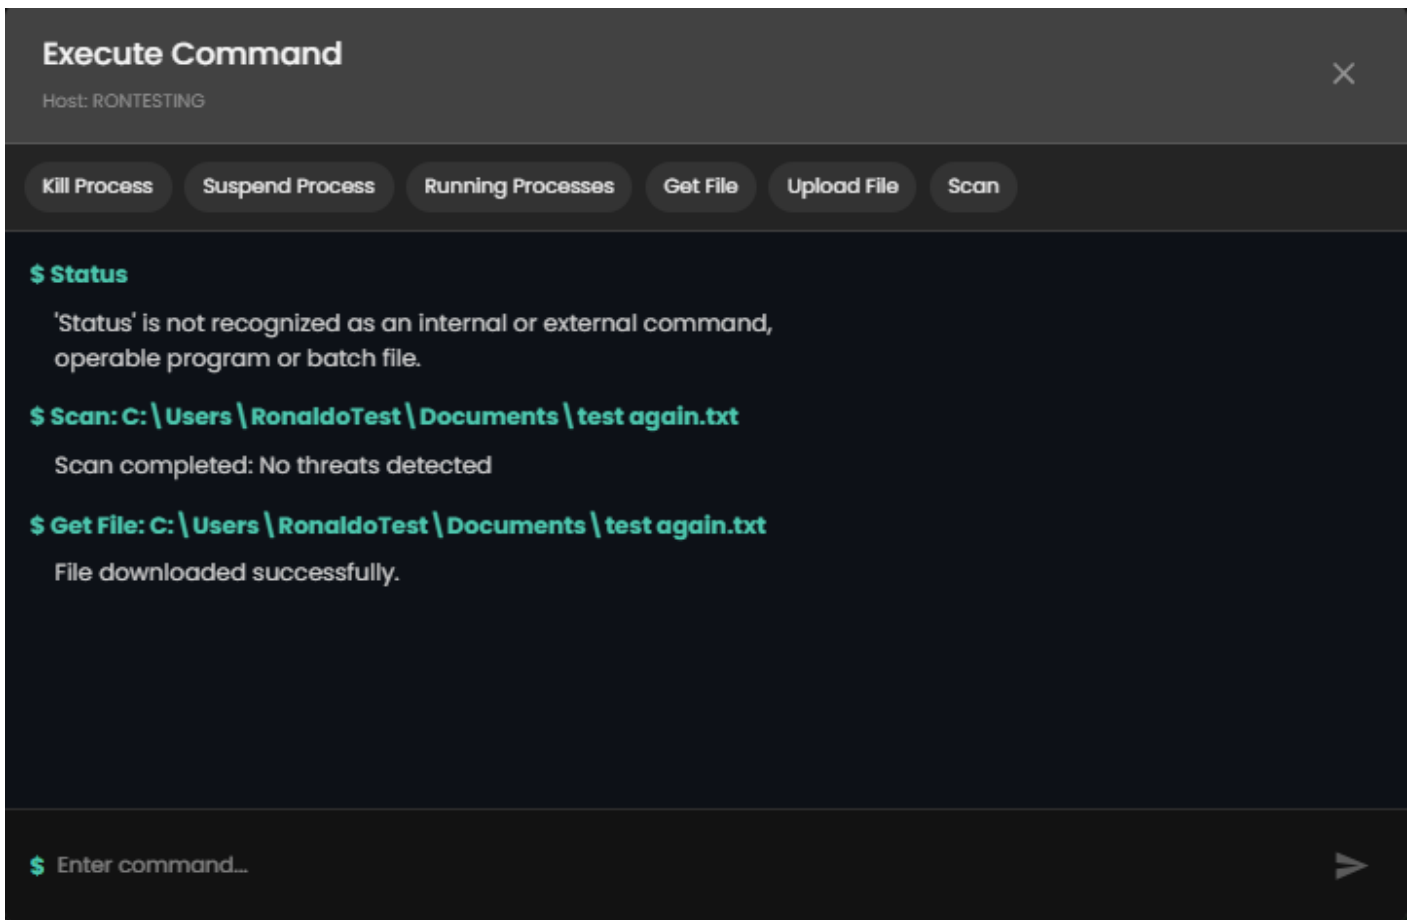 Execute Command
Host: RONTESTING
Kill Process Suspend Process Running Processes Get File Upload File Scan
$ Status
'Status' is not recognized as an internal or external command,
operable program or batch file.
$ Scan: C:\Users\RonaldoTest\Documents\test again.txt
Scan completed: No threats detected
$ Get File: C:\Users\RonaldoTest\Documents\test again.txt
File downloaded successfully.
$ Enter command...